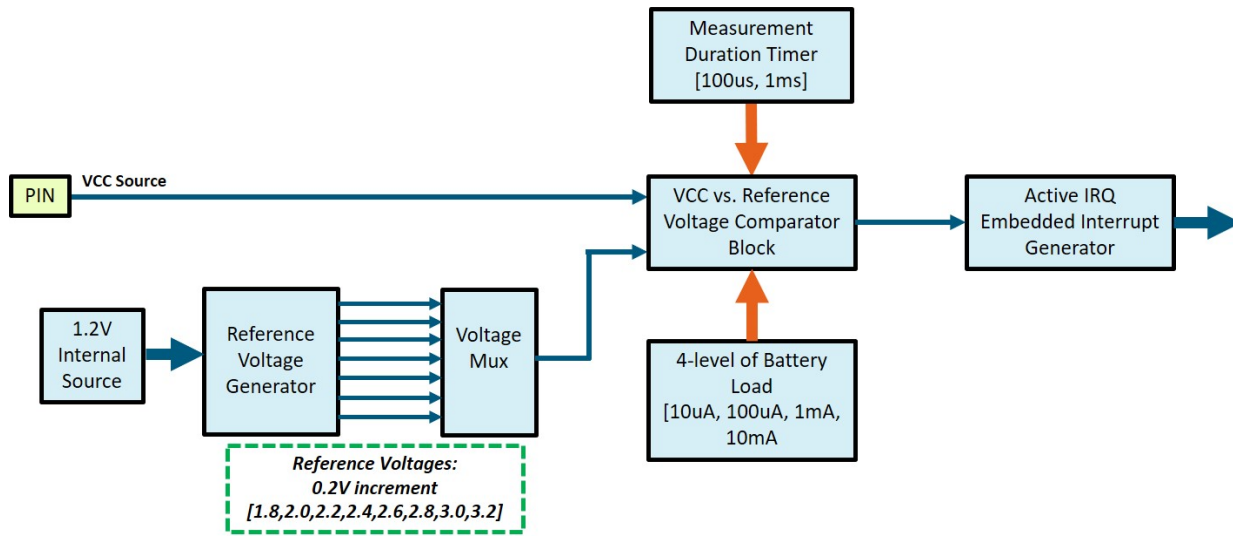 Measurement
Duration Timer
[100us, 1ms]
PIN
VCC Source
VCC vs. Reference
Voltage Comparator
Block
Active IRQ
Embedded Interrupt
Generator
1.2V
Internal
Source
Reference
Voltage
Generator
Voltage
Mux
4-level of Battery
Load
[10uA, 100uA, 1mA,
10mA
Reference Voltages:
0.2V increment
[1.8,2.0,2.2,2.4,2.6,2.8,3.0,3.2]